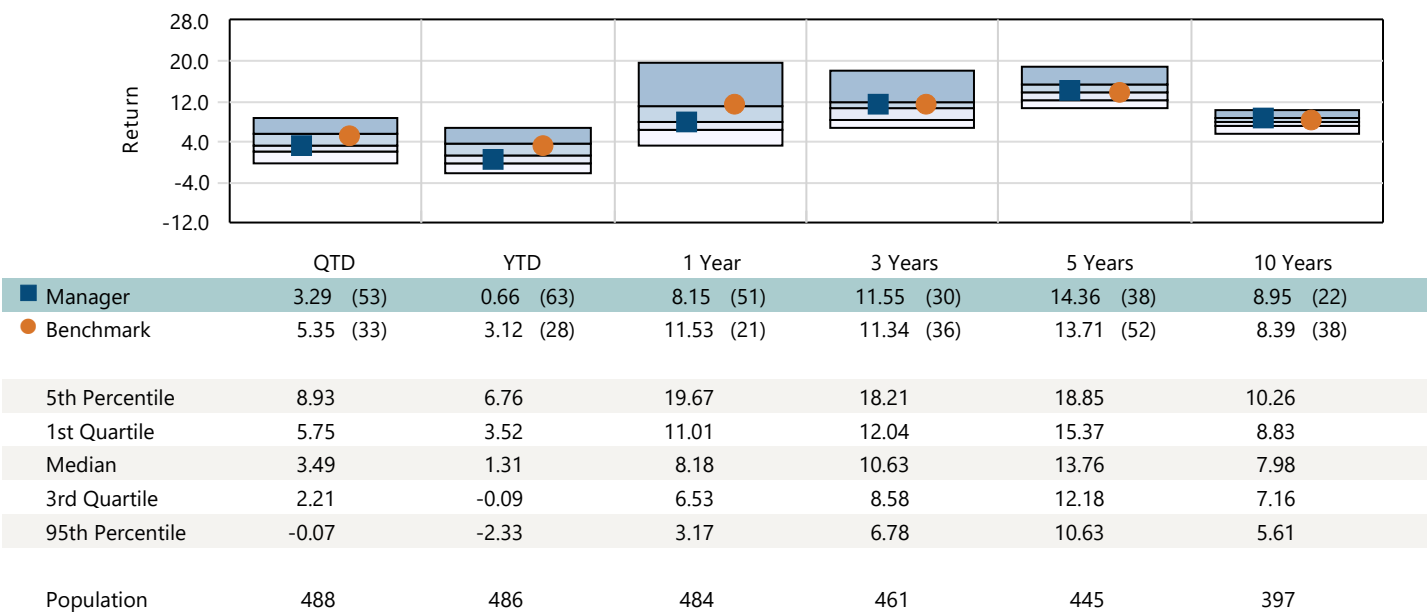 28.0
20.0
12.0
4.0
-4.0
-12.0
Return
QTD YTD 1 Year 3 Years 5 Years 10 Years
Manager 3.29 (53) 0.66 (63) 8.15 (51) 11.55 (30) 14.36 (38) 8.95 (22)
Benchmark 5.35 (33) 3.12 (28) 11.53 (21) 11.34 (36) 13.71 (52) 8.39 (38)
5th Percentile 8.93 6.76 19.67 18.21 18.85 10.26
1st Quartile 5.75 3.52 11.01 12.04 15.37 8.83
Median 3.49 1.31 8.18 10.63 13.76 7.98
3rd Quartile 2.21 -0.09 6.53 8.58 12.18 7.16
95th Percentile -0.07 -2.33 3.17 6.78 10.63 5.61
Population 488 486 484 461 445 397